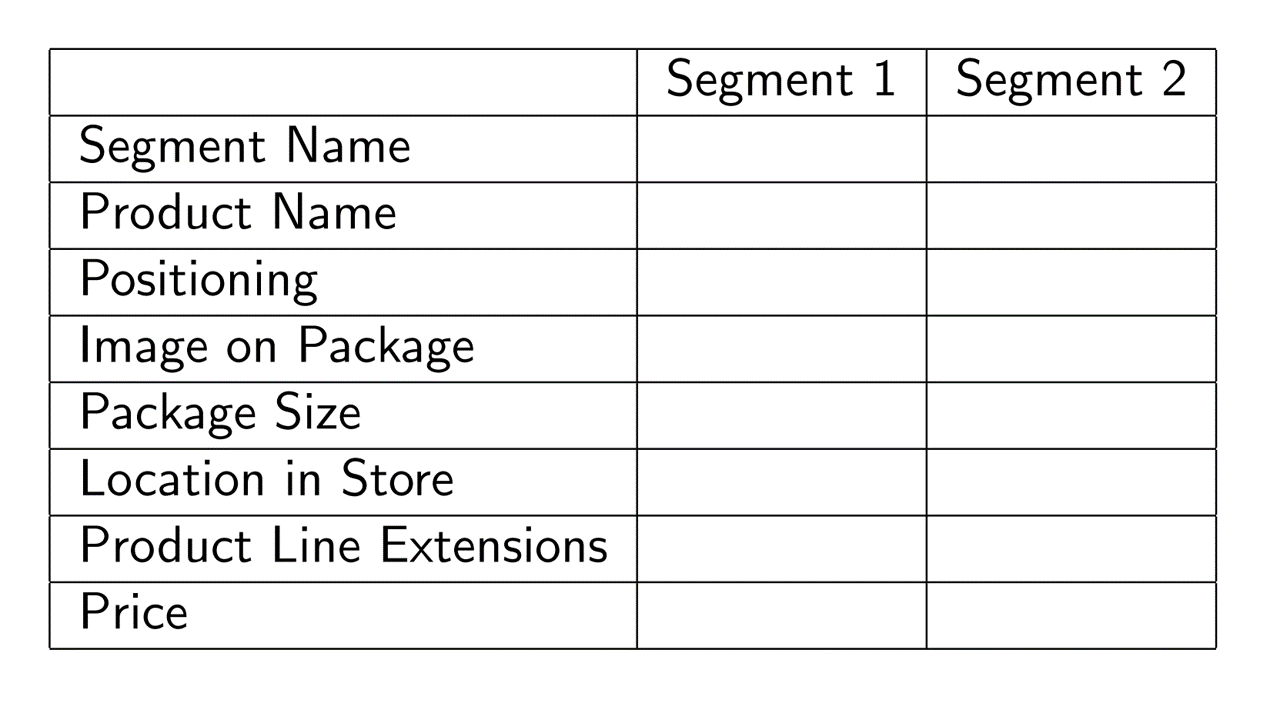 Segment 1 Segment 2
Segment Name
Product Name
Positioning
Image on Package
Package Size
Location in Store
Product Line Extensions
Price